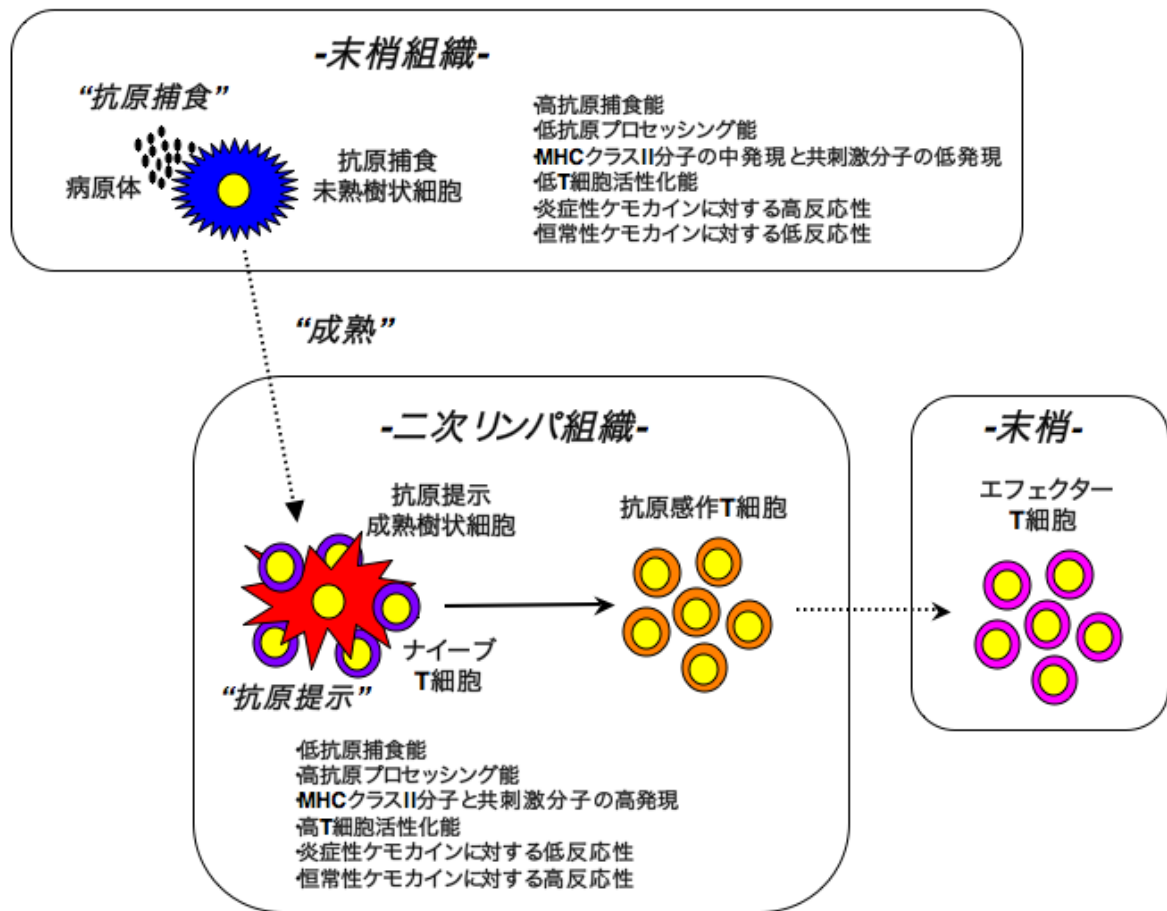 -末梢組織-
“抗原捕食”
病原体
抗原捕食
未熟樹状細胞
·高抗原捕食能
·低抗原プロセッシング能
·MHCクラスII分子の中発現と共刺激分子の低発現
·低T細胞活性化能
·炎症性ケモカインに対する高反応性
·恒常性ケモカインに対する低反応性
“成熟”
-二次リンパ組織-
抗原提示
成熟樹状細胞
ナイーブ
T細胞
“抗原提示”
抗原感作T細胞
·低抗原捕食能
·高抗原プロセッシング能
·MHCクラスII分子と共刺激分子の高発現
·高T細胞活性化能
·炎症性ケモカインに対する低反応性
·恒常性ケモカインに対する高反応性
-末梢-
エフェクター
T細胞